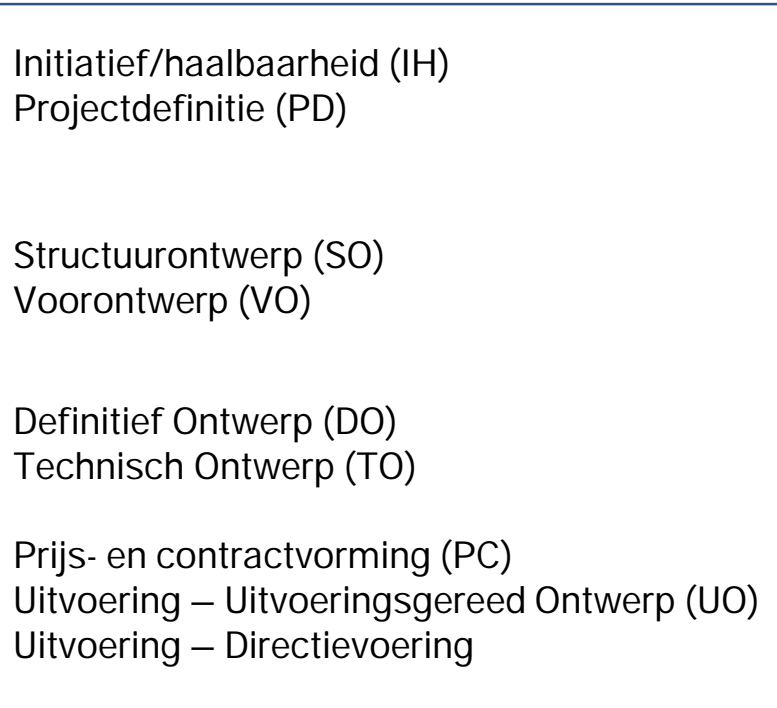 Initiatief/haalbaarheid (IH)
Projectdefinitie (PD)
Structuurontwerp (SO)
Voorontwerp (VO)
Definitief Ontwerp (DO)
Technisch Ontwerp (TO)
Prijs- en contractvorming (PC)
Uitvoering – Uitvoeringsgereed Ontwerp (UO)
Uitvoering – Directievoering